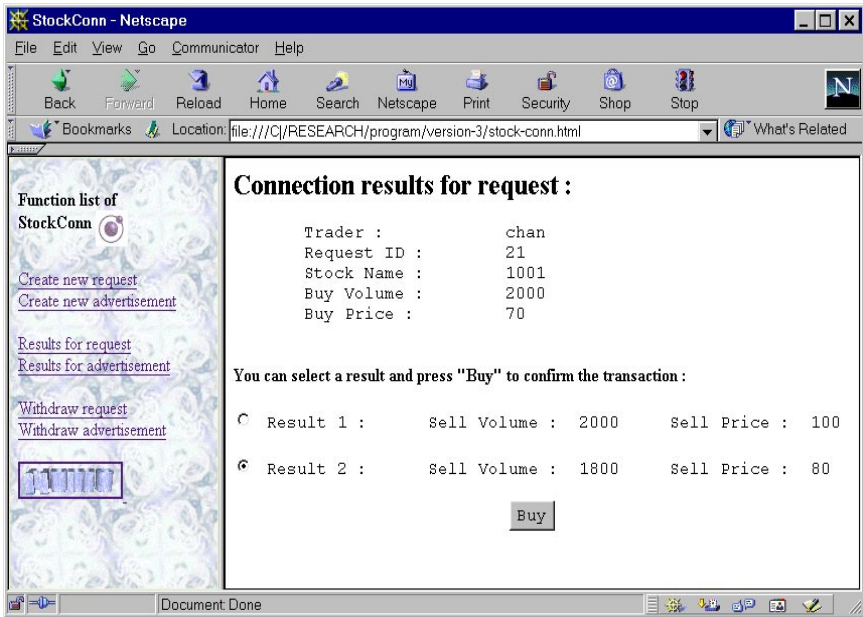 StockConn - Netscape
File Edit View Go Communicator Help
Back Forward Reload Home Search Netscape Print Security Shop Stop
N
Bookmarks Location: file:///C|/RESEARCH/program/version-3/stock-conn.html What's Related
Function list of
StockConn
Create new request
Create new advertisement
Results for request
Results for advertisement
Withdraw request
Withdraw advertisement
Connection results for request :
Trader : chan
Request ID : 21
Stock Name : 1001
Buy Volume : 2000
Buy Price : 70
You can select a result and press "Buy" to confirm the transaction :
Result 1 : Sell Volume : 2000 Sell Price : 100
Result 2 : Sell Volume : 1800 Sell Price : 80
Buy
Document: Done